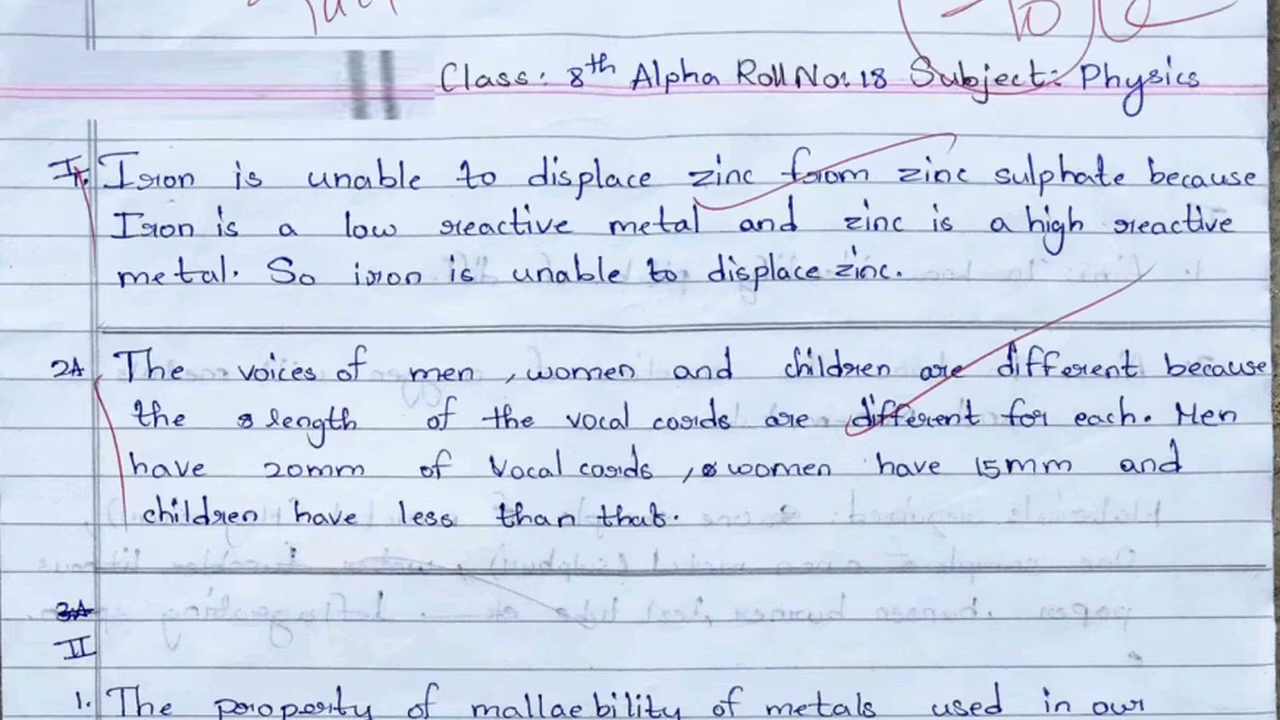 Class: 8th Alpha Roll No: 18 Subject: Physics
I. Iron is unable to displace zinc from zinc sulphate because
Iron is a low reactive metal and zinc is a high reactive
metal. So iron is unable to displace zinc.
2A The voices of men, women and children are different because
the length of the vocal cords are different for each. Men
have 20mm of Vocal cords, women have 15mm and
children have less than that.
3A
II
1. The property of mallaebility of metals used in our